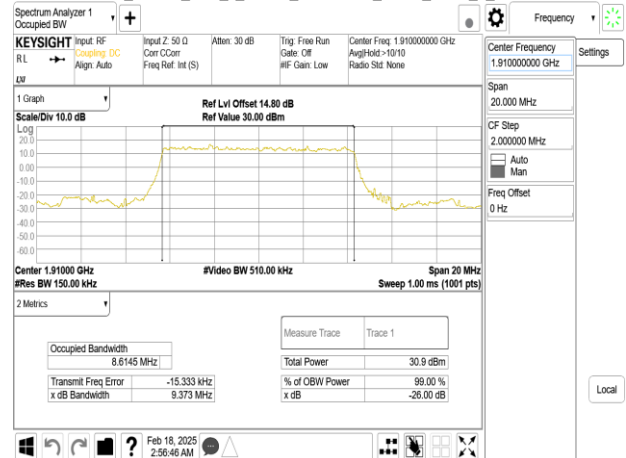 Spectrum Analyzer 1
Occupied BW
Frequency
KEYSIGHT
Input: RF
Coupling: DC
Align: Auto
Input Z: 50 Ω
Corr CCorr
Freq Ref: Int (S)
Atten: 30 dB
Trig: Free Run
Gate: Off
#IF Gain: Low
Center Freq: 1.910000000 GHz
Avg|Hold:>10/10
Radio Std: None
RL
LXI
Center Frequency
1.910000000 GHz
Settings
Span
20.000 MHz
CF Step
2.000000 MHz
Auto
Man
Freq Offset
0 Hz
Local
1 Graph
Ref Lvl Offset 14.80 dB
Scale/Div 10.0 dB
Ref Value 30.00 dBm
Log
20.0
10.0
0.00
-10.0
-20.0
-30.0
-40.0
-50.0
-60.0
Center 1.91000 GHz
#Video BW 510.00 kHz
Span 20 MHz
#Res BW 150.00 kHz
Sweep 1.00 ms (1001 pts)
2 Metrics
Measure Trace
Trace 1
Occupied Bandwidth
8.6145 MHz
Total Power
30.9 dBm
Transmit Freq Error
-15.333 kHz
% of OBW Power
99.00 %
x dB Bandwidth
9.373 MHz
x dB
-26.00 dB
?
Feb 18, 2025
2:56:46 AM